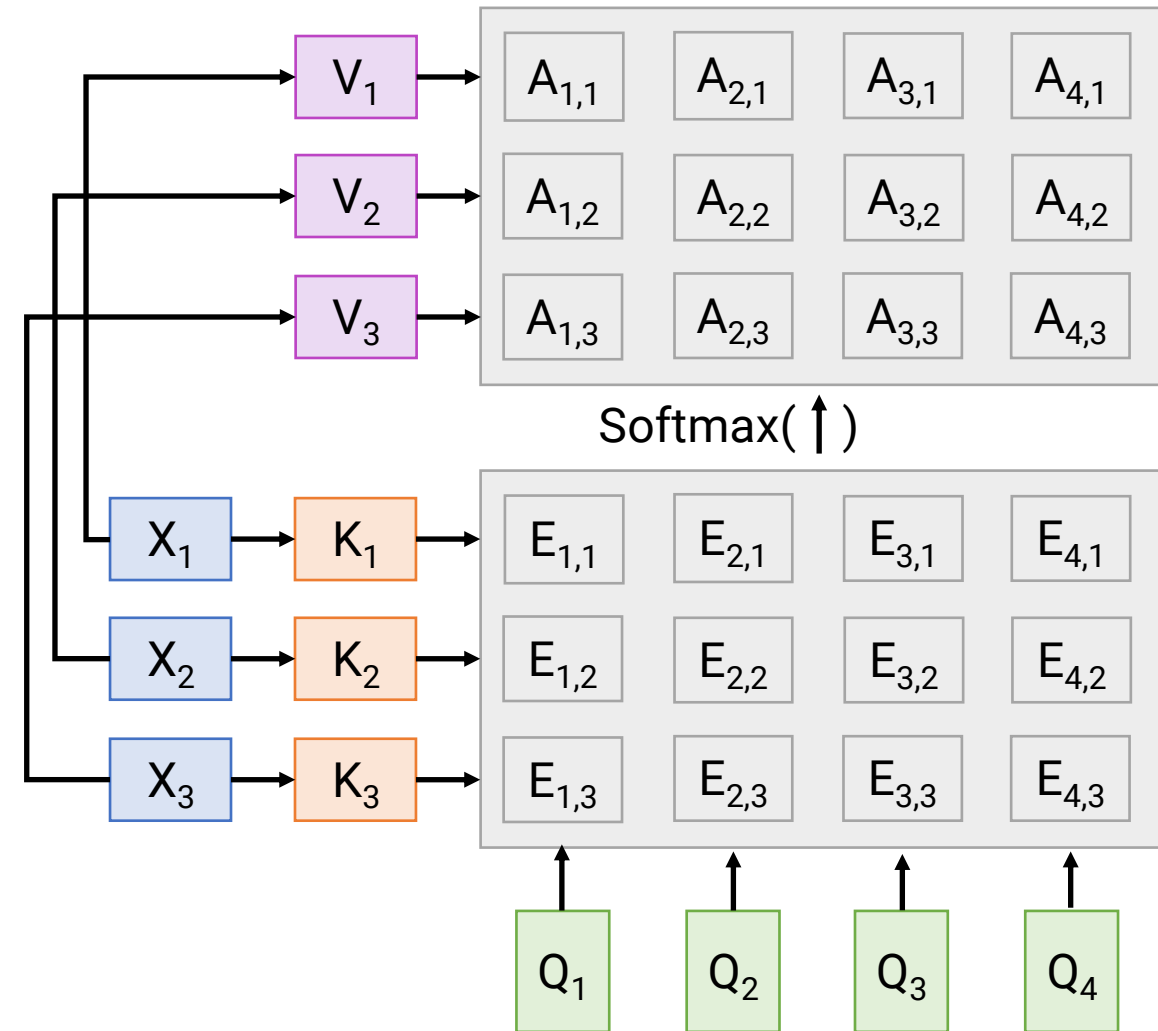 V1 A1,1 A2,1 A3,1 A4,1
V2 A1,2 A2,2 A3,2 A4,2
V3 A1,3 A2,3 A3,3 A4,3
Softmax(↑)
X1 K1 E1,1 E2,1 E3,1 E4,1
X2 K2 E1,2 E2,2 E3,2 E4,2
X3 K3 E1,3 E2,3 E3,3 E4,3
Q1 Q2 Q3 Q4